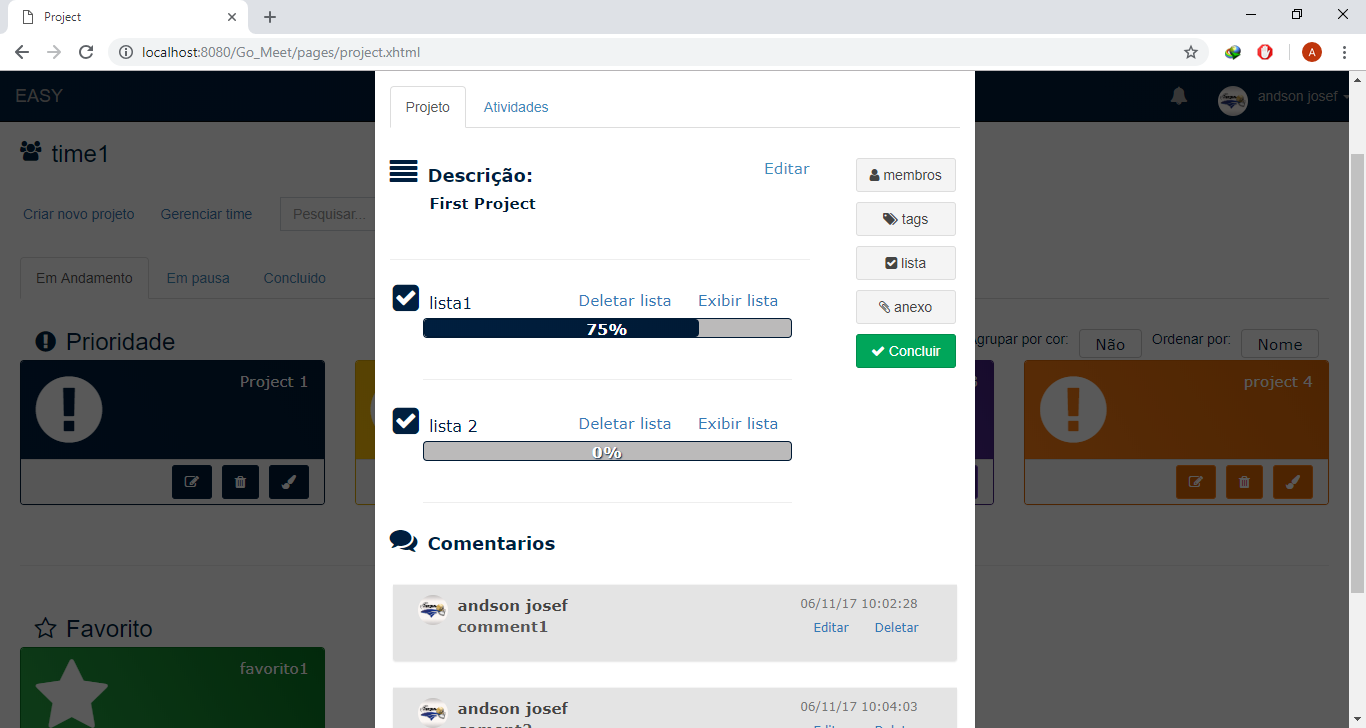 Project
localhost:8080/Go_Meet/pages/project.xhtml
A
EASY
andson josef
time1
Criar novo projeto
Gerenciar time
Pesquisar...
Em Andamento
Em pausa
Concluido
Prioridade
Agrupar por cor:
Não
Ordenar por:
Nome
Project 1
project 4
Favorito
favorito1
Projeto
Atividades
Descrição:
Editar
First Project
membros
tags
lista
anexo
Concluir
lista1
Deletar lista
Exibir lista
75%
lista 2
Deletar lista
Exibir lista
0%
Comentarios
andson josef
06/11/17 10:02:28
comment1
Editar
Deletar
andson josef
06/11/17 10:04:03